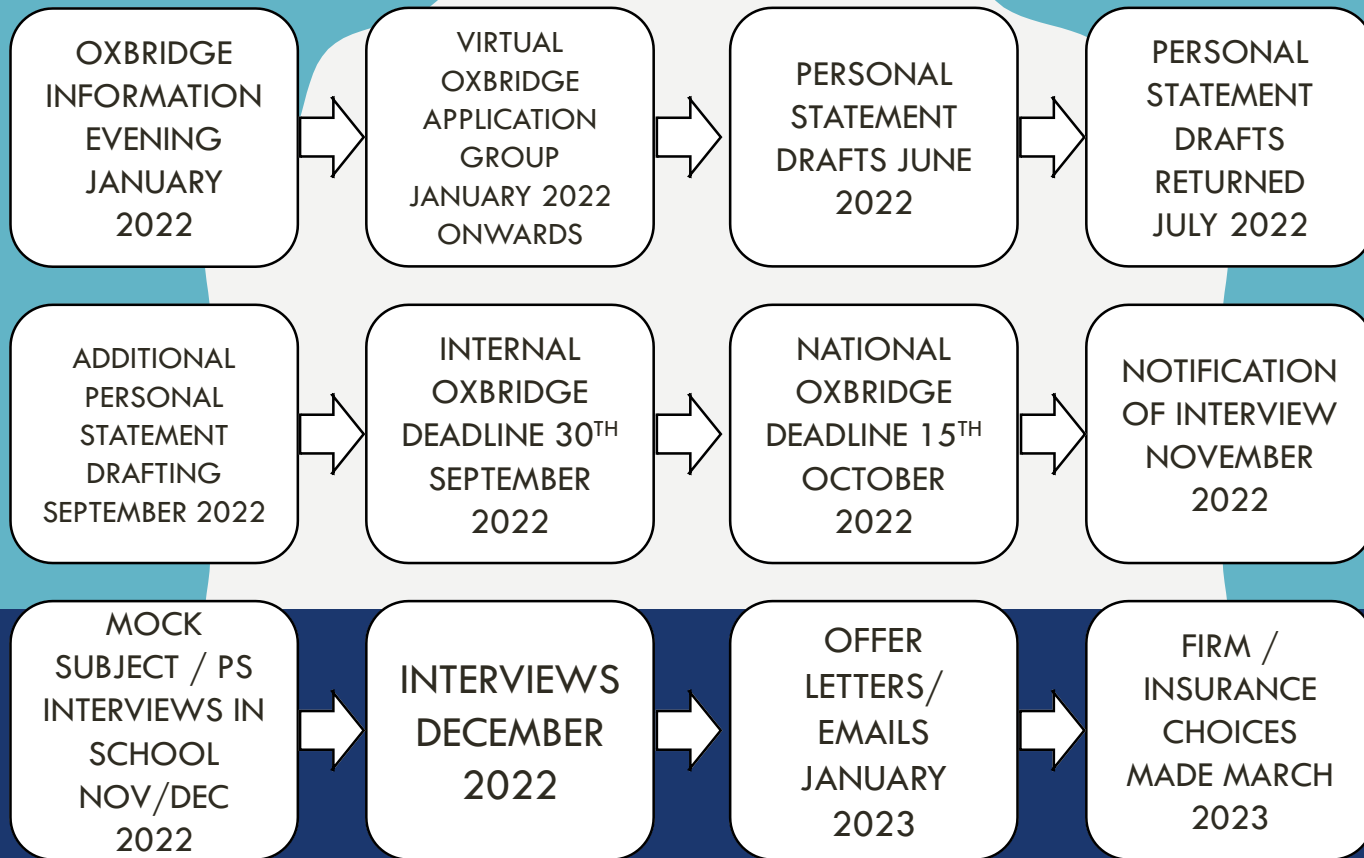 OXBRIDGE
INFORMATION
EVENING
JANUARY
2022
VIRTUAL
OXBRIDGE
APPLICATION
GROUP
JANUARY 2022
ONWARDS
PERSONAL
STATEMENT
DRAFTS JUNE
2022
PERSONAL
STATEMENT
DRAFTS
RETURNED
JULY 2022
ADDITIONAL
PERSONAL
STATEMENT
DRAFTING
SEPTEMBER 2022
INTERNAL
OXBRIDGE
DEADLINE 30TH
SEPTEMBER
2022
NATIONAL
OXBRIDGE
DEADLINE 15TH
OCTOBER
2022
NOTIFICATION
OF INTERVIEW
NOVEMBER
2022
MOCK
SUBJECT / PS
INTERVIEWS IN
SCHOOL
NOV/DEC
2022
INTERVIEWS
DECEMBER
2022
OFFER
LETTERS/
EMAILS
JANUARY
2023
FIRM /
INSURANCE
CHOICES
MADE MARCH
2023